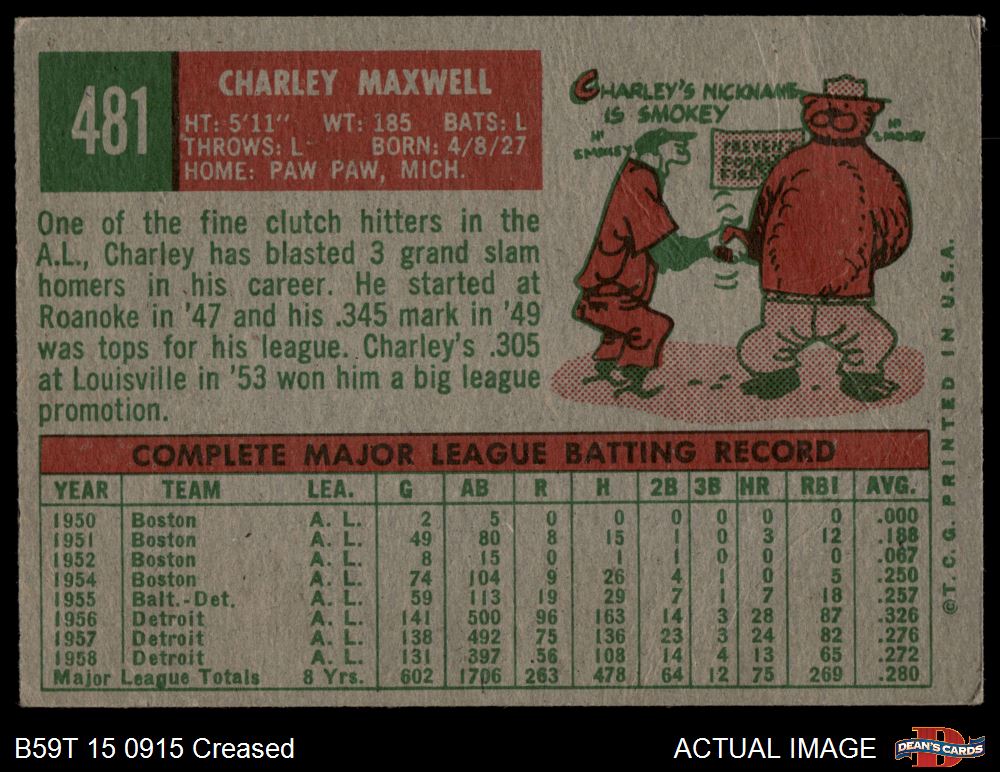 481
CHARLEY MAXWELL
HT: 5'11" WT: 185 BATS: L
THROWS: L BORN: 4/8/27
HOME: PAW PAW, MICH.
One of the fine clutch hitters in the
A.L., Charley has blasted 3 grand slam
homers in his career. He started at
Roanoke in '47 and his .345 mark in '49
was tops for his league. Charley's .305
at Louisville in '53 won him a big league
promotion.
CHARLEY'S NICKNAME
IS SMOKEY
HI SMOKEY
HI SMOKEY
PREVENT
FOREST
FIRES
COMPLETE MAJOR LEAGUE BATTING RECORD
YEAR TEAM LEA. G AB R H 2B 3B HR RBI AVG.
1950 Boston A. L. 2 5 0 0 0 0 0 0 .000
1951 Boston A. L. 49 80 8 15 1 0 3 12 .188
1952 Boston A. L. 8 15 0 1 1 0 0 0 .067
1954 Boston A. L. 74 104 9 26 4 1 0 5 .250
1955 Balt.-Det. A. L. 59 113 19 29 7 1 7 18 .257
1956 Detroit A. L. 141 500 96 163 14 3 28 87 .326
1957 Detroit A. L. 138 492 75 136 23 3 24 82 .276
1958 Detroit A. L. 131 397 56 108 14 4 13 65 .272
Major League Totals 8 Yrs. 602 1706 263 478 64 12 75 269 .280
©T. C. G. PRINTED IN U.S.A.
B59T 15 0915 Creased
ACTUAL IMAGE
DEAN'S CARDS